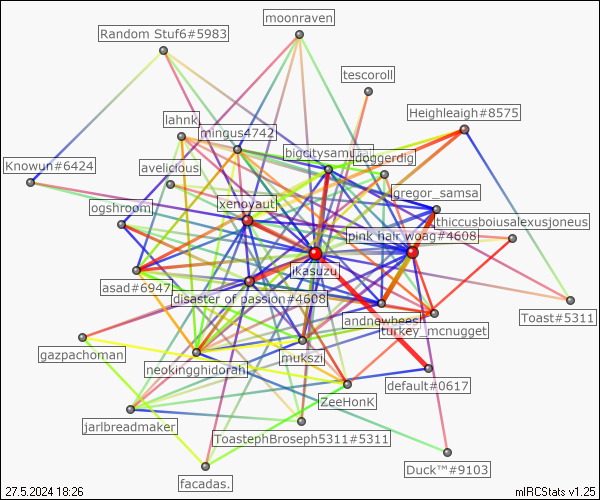 moonraven
Random Stuf6#5983
tescoroll
Heighleaigh#8575
lahnk
mingus4742
bigcitysamurai
doggerdig
Knowun#6424
avelicious
gregor_samsa
xenoyaut
ogshroom
thiccusboiusalexusjoneus
pink hair woag#4608
ikasuzu
asad#6947
disaster of passion#4608
andnewbeesh
Toast#5311
turkey_mcnugget
gazpachoman
mukszi
neokingghidorah
default#0617
ZeeHonK
jarlbreadmaker
ToastephBroseph5311#5311
Duck™#9103
facadas.
27.5.2024 18:26
mIRCStats v1.25